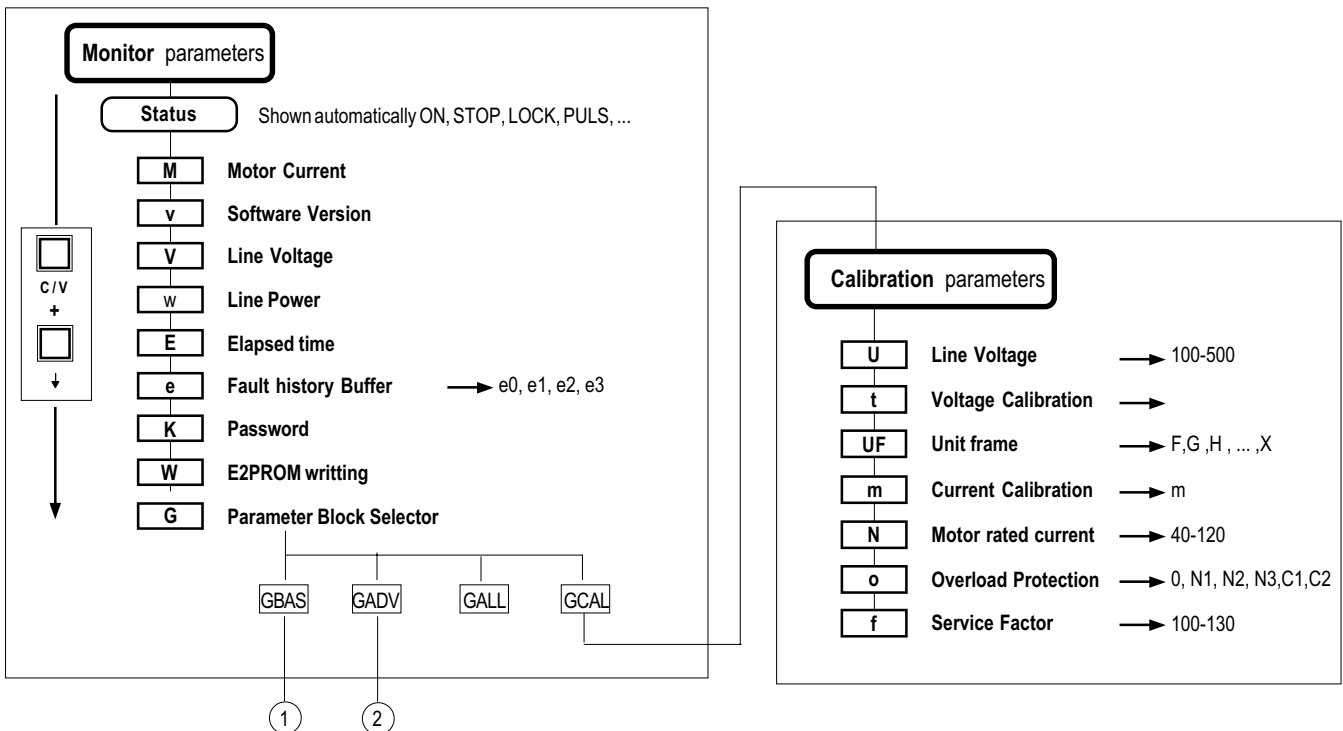 Monitor parameters
Status Shown automatically ON, STOP, LOCK, PULS, ...
M Motor Current
v Software Version
V Line Voltage
w Line Power
E Elapsed time
e Fault history Buffer e0, e1, e2, e3
K Password
W E2PROM writting
G Parameter Block Selector
C / V
+
GBAS GADV GALL GCAL
1 2
Calibration parameters
U Line Voltage 100-500
t Voltage Calibration
UF Unit frame F,G ,H , ... ,X
m Current Calibration m
N Motor rated current 40-120
o Overload Protection 0, N1, N2, N3,C1,C2
f Service Factor 100-130